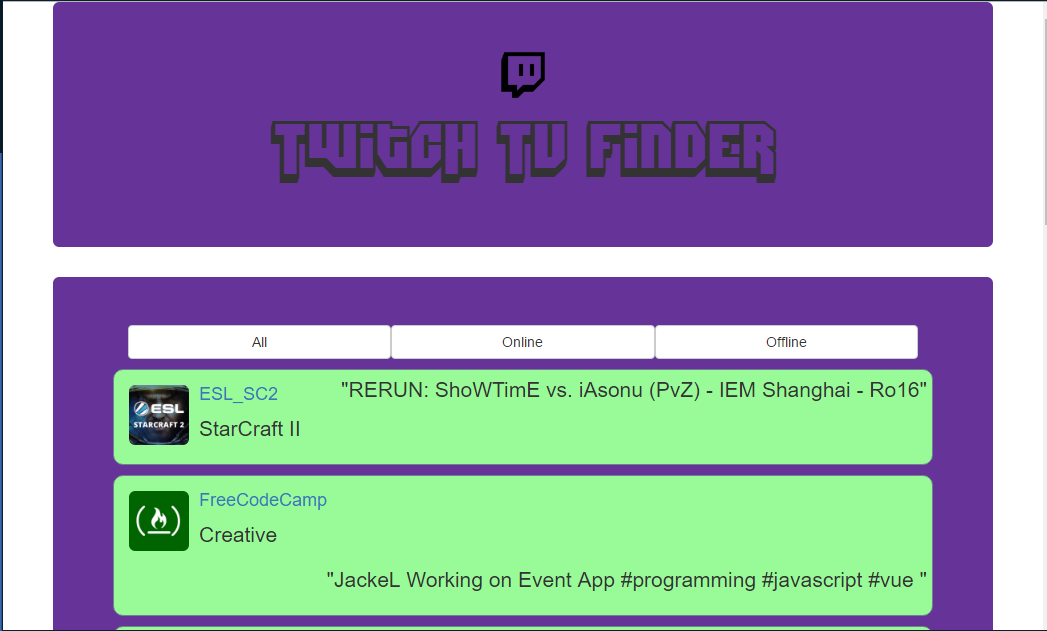 Twitch TV Finder
All Online Offline
ESL
STARCRAFT 2
ESL_SC2 "RERUN: ShoWTimE vs. iAsonu (PvZ) - IEM Shanghai - Ro16"
StarCraft II
FreeCodeCamp
Creative
"JackeL Working on Event App #programming #javascript #vue "